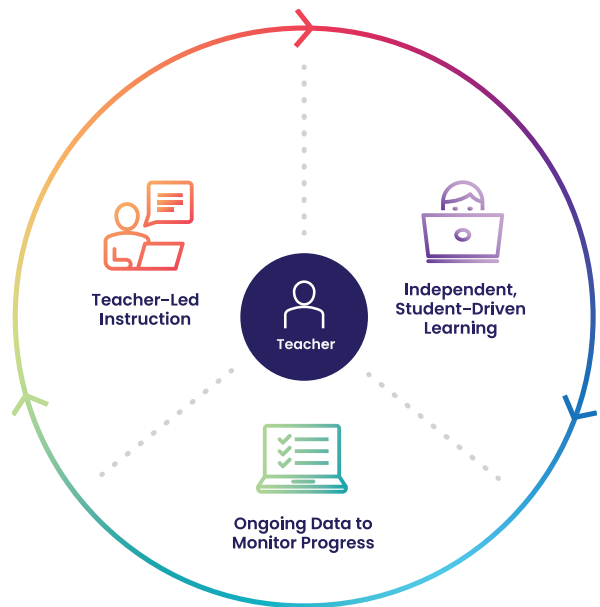 Teacher-Led
Instruction
Independent,
Student-Driven
Learning
Teacher
Ongoing Data to
Monitor Progress